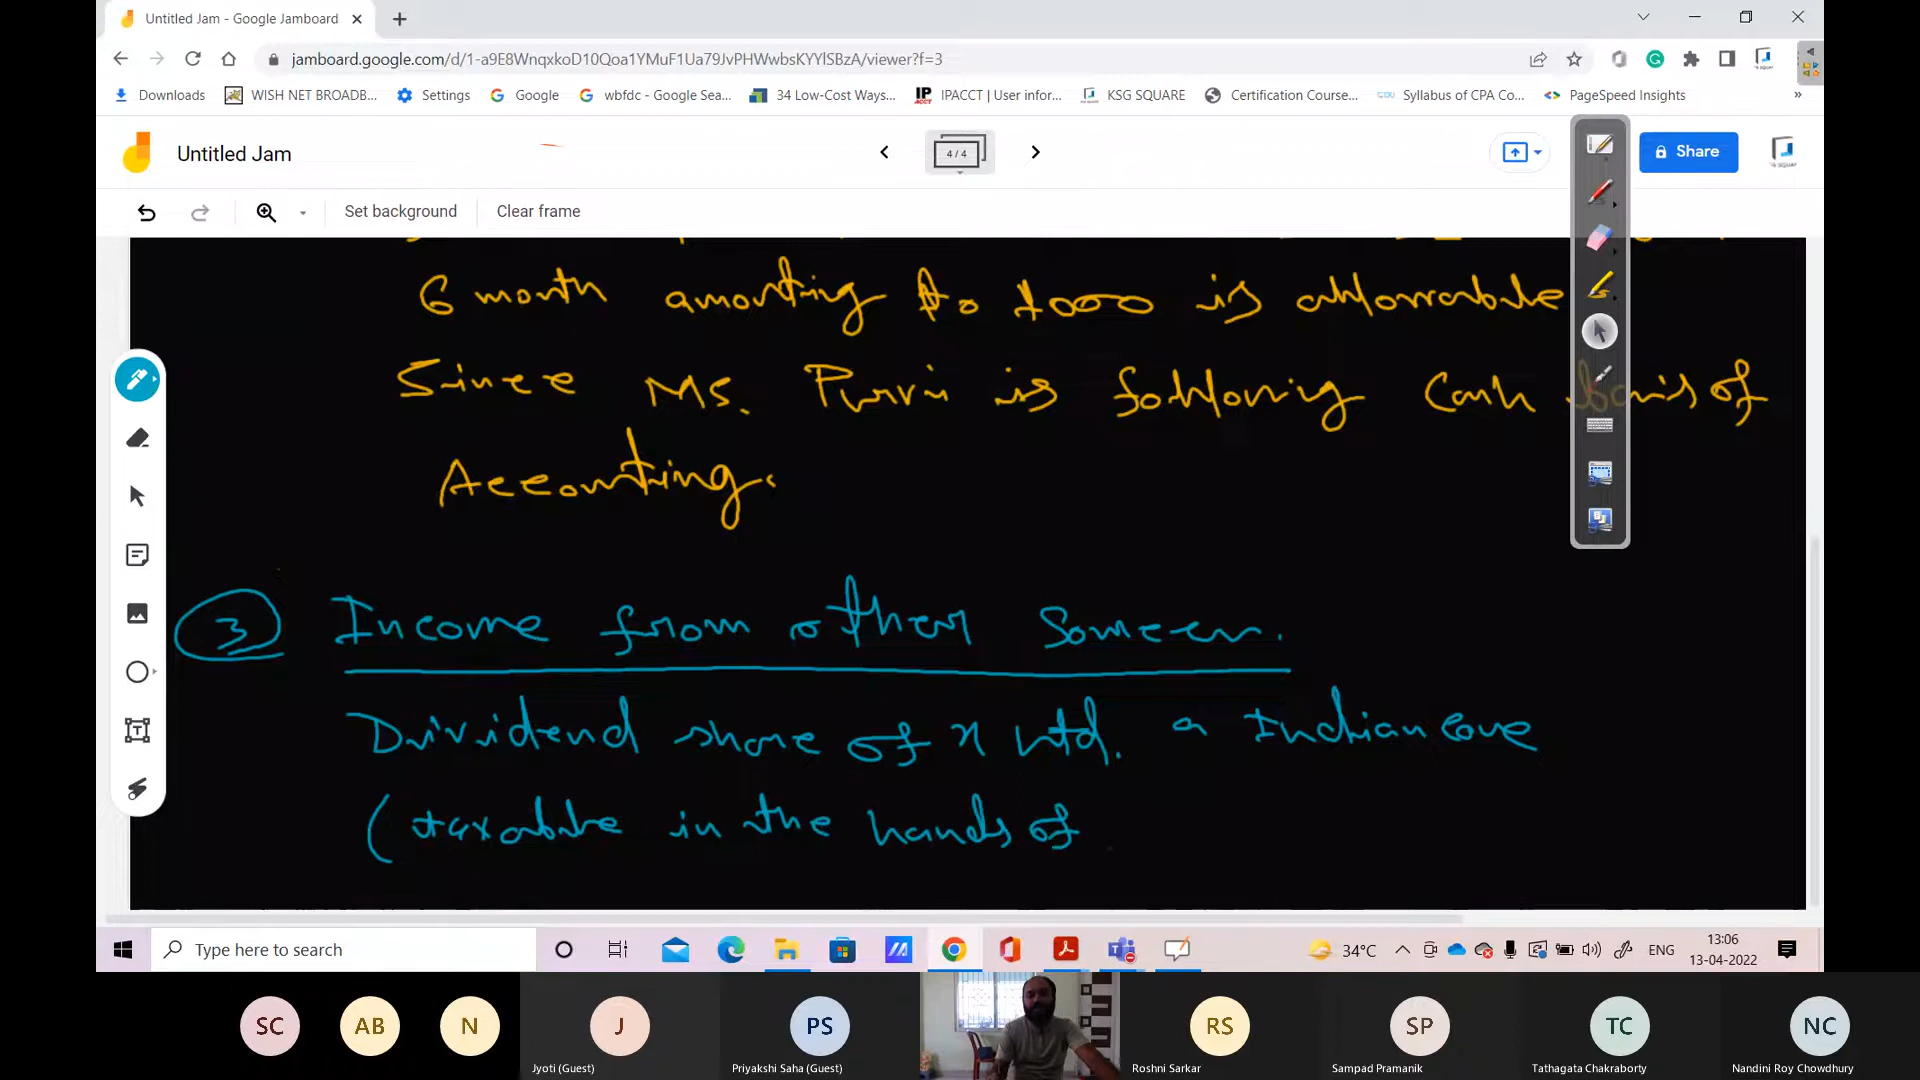 Untitled Jam - Google Jamboard
jamboard.google.com/d/1-a9E8WnqxkoD10Qoa1YMuF1Ua79JvPHWwbsKYYlSBzA/viewer?f=3
Downloads WISH NET BROADB... Settings Google wbfdc - Google Sea... 34 Low-Cost Ways... IPACCT | User infor... KSG SQUARE Certification Course... Syllabus of CPA Co... PageSpeed Insights »
Untitled Jam 4 / 4 Share
Set background Clear frame
6 month amonting to 1000 is allowable
Since Ms. Purvi is following Cash basis of
Accounting.
3 Income from other Sources.
Dividend share of x Ltd. a Indian
(taxable in the hands of
Type here to search 34°C ENG 13:06
13-04-2022
SC AB N J PS RS SP TC NC
Jyoti (Guest) Priyakshi Saha (Guest) Roshni Sarkar Sampad Pramanik Tathagata Chakraborty Nandini Roy Chowdhury